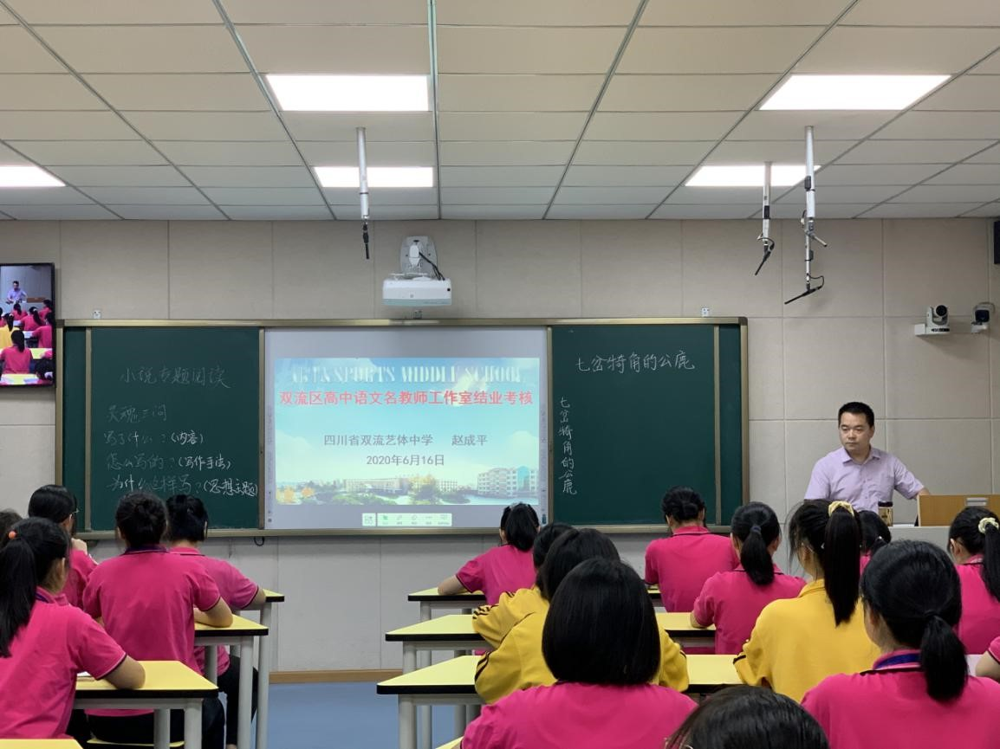 小说专题阅读
灵魂三问
写了什么？(内容)
怎么写的？(写作手法)
为什么这样写？(思想主题)
ART& SPORTS MIDDLE SCHOOL
双流区高中语文名教师工作室结业考核
四川省双流艺体中学 赵成平
2020年6月16日
七岔犄角的公鹿
七岔犄角的公鹿